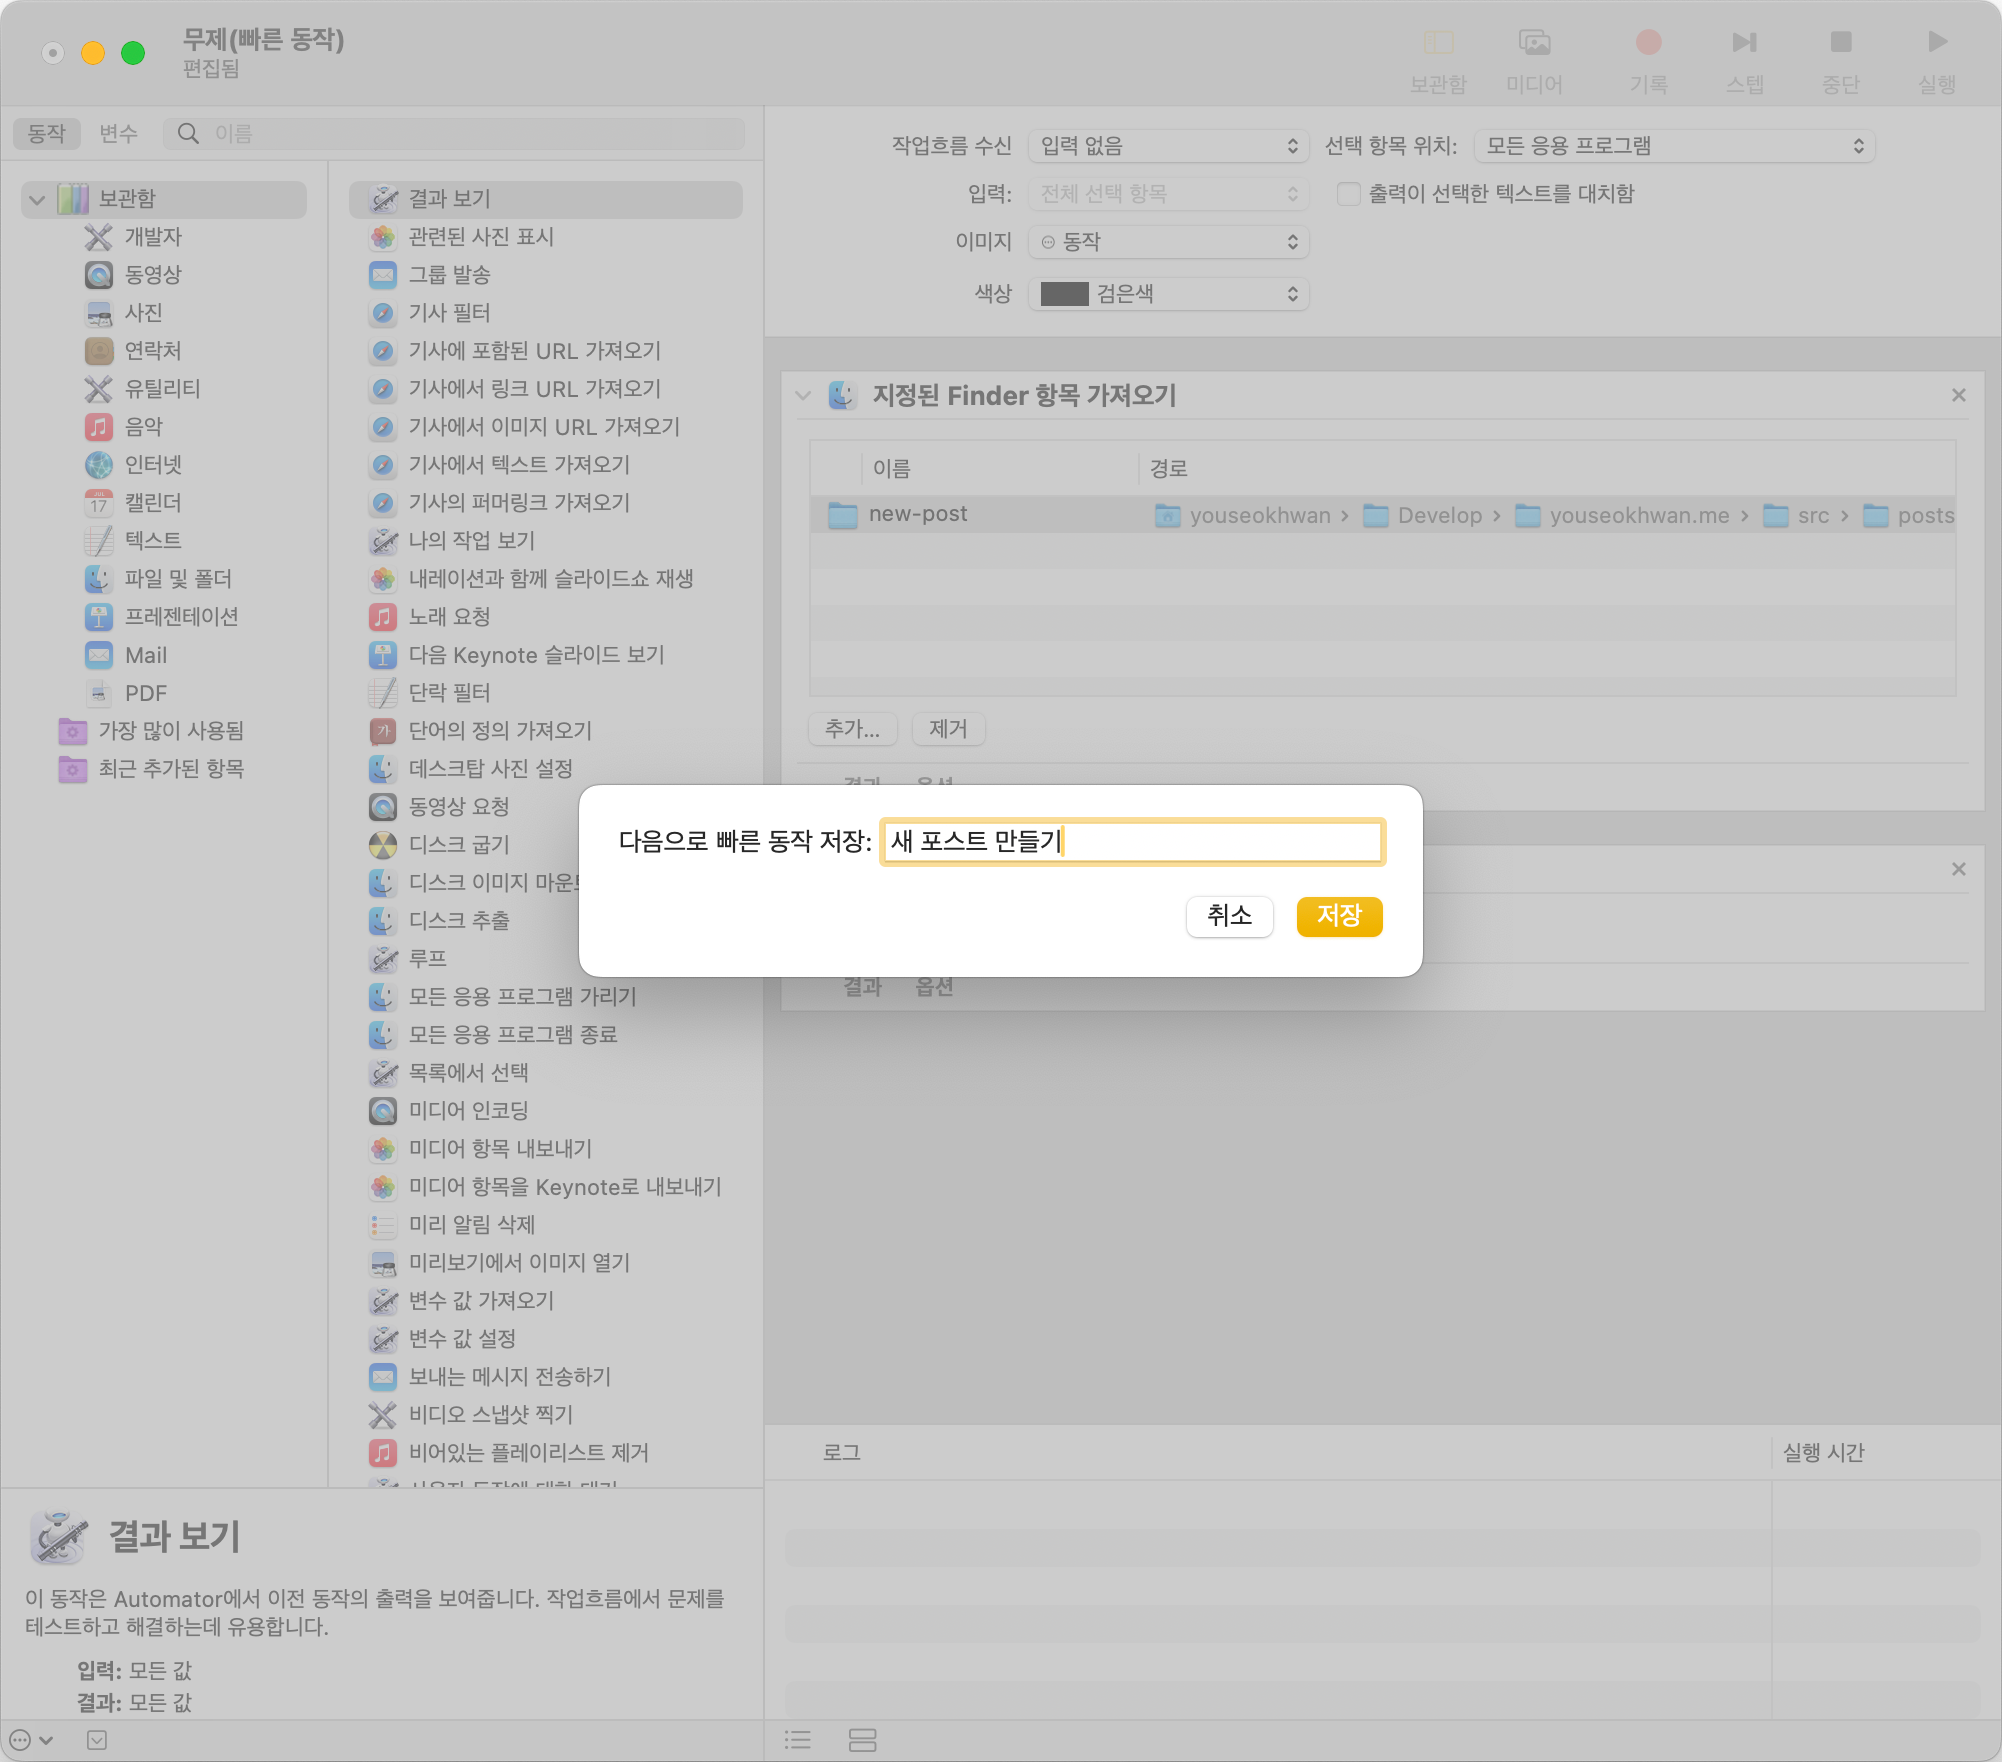 무제(빠른 동작)
편집됨
보관함
미디어
기록
스텝
중단
실행
동작
변수
이름
보관함
개발자
동영상
사진
연락처
유틸리티
음악
인터넷
캘린더
텍스트
파일 및 폴더
프레젠테이션
Mail
PDF
가장 많이 사용됨
최근 추가된 항목
결과 보기
관련된 사진 표시
그룹 발송
기사 필터
기사에 포함된 URL 가져오기
기사에서 링크 URL 가져오기
기사에서 이미지 URL 가져오기
기사에서 텍스트 가져오기
기사의 퍼머링크 가져오기
나의 작업 보기
내레이션과 함께 슬라이드쇼 재생
노래 요청
다음 Keynote 슬라이드 보기
단락 필터
단어의 정의 가져오기
데스크탑 사진 설정
동영상 요청
디스크 굽기
디스크 이미지 마운트
디스크 추출
루프
모든 응용 프로그램 가리기
모든 응용 프로그램 종료
목록에서 선택
미디어 인코딩
미디어 항목 내보내기
미디어 항목을 Keynote로 내보내기
미리 알림 삭제
미리보기에서 이미지 열기
변수 값 가져오기
변수 값 설정
보내는 메시지 전송하기
비디오 스냅샷 찍기
비어있는 플레이리스트 제거
결과 보기
이 동작은 Automator에서 이전 동작의 출력을 보여줍니다. 작업흐름에서 문제를
테스트하고 해결하는데 유용합니다.
입력: 모든 값
결과: 모든 값
작업흐름 수신 입력 없음 선택 항목 위치: 모든 응용 프로그램
입력: 전체 선택 항목 출력이 선택한 텍스트를 대치함
이미지 동작
색상 검은색
지정된 Finder 항목 가져오기
이름 경로
new-post youseokhwan Develop youseokhwan.me src posts
추가... 제거
결과 옵션
다음으로 빠른 동작 저장: 새 포스트 만들기
취소 저장
결과 옵션
로그 실행 시간